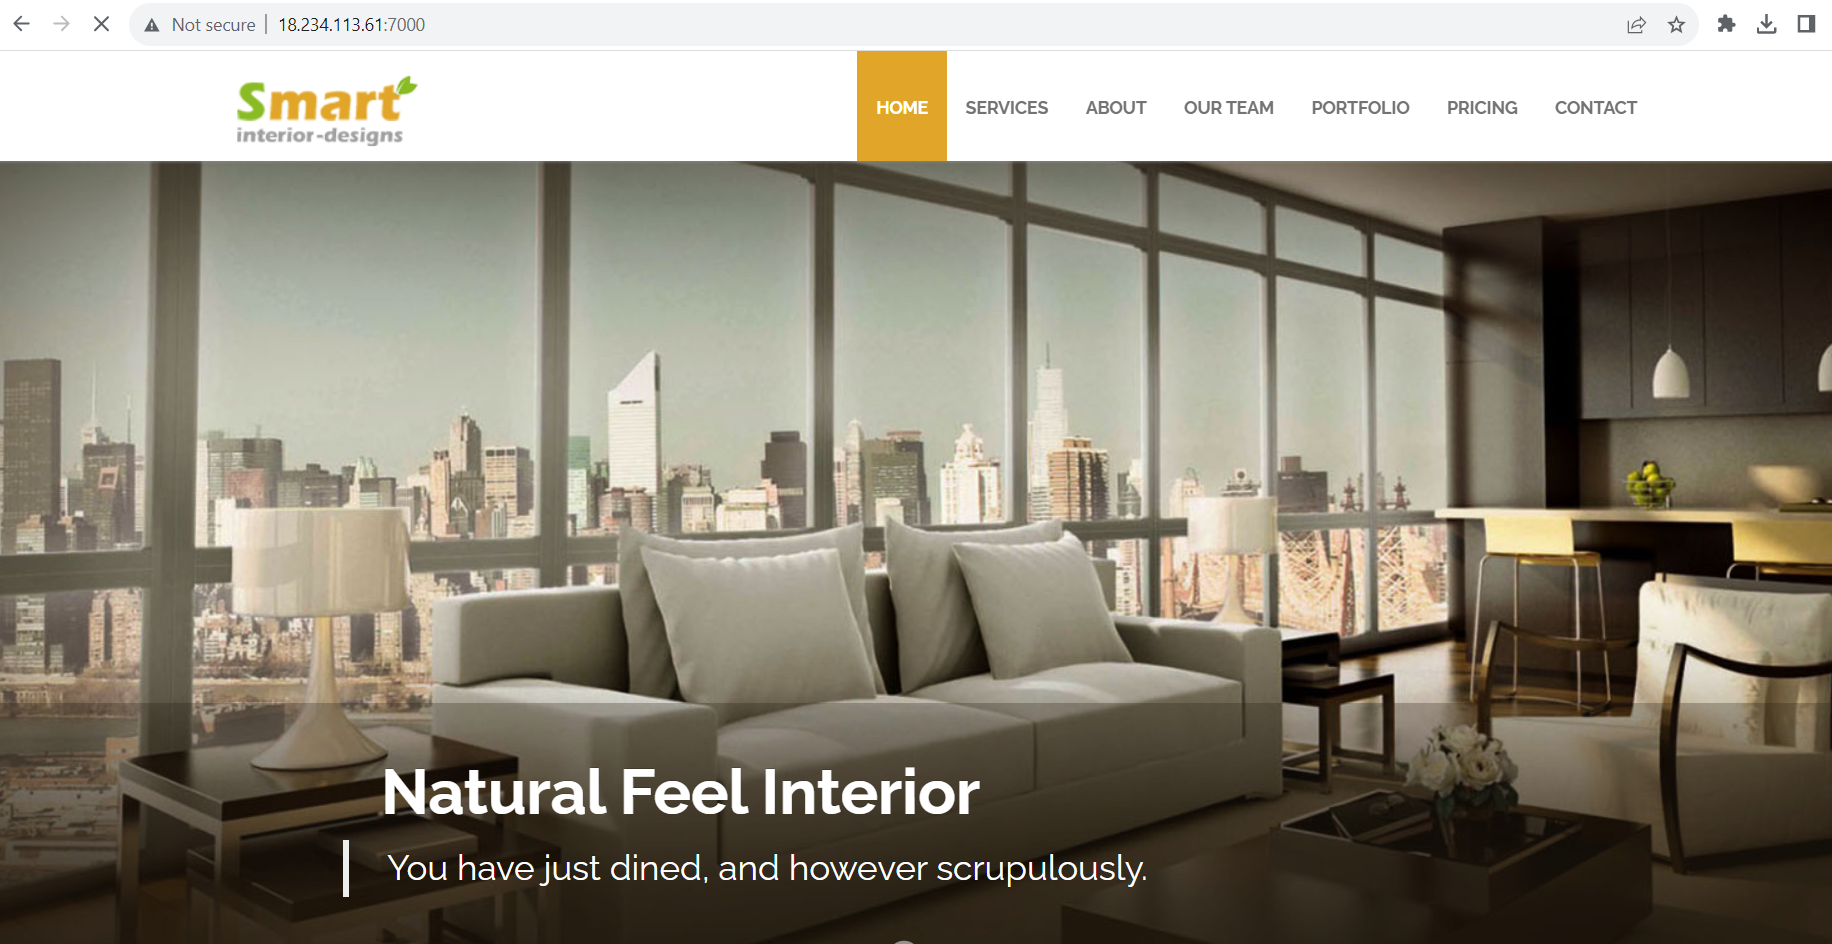 Not secure | 18.234.113.61:7000
Smart
interior-designs
HOME SERVICES ABOUT OUR TEAM PORTFOLIO PRICING CONTACT
Natural Feel Interior
You have just dined, and however scrupulously.